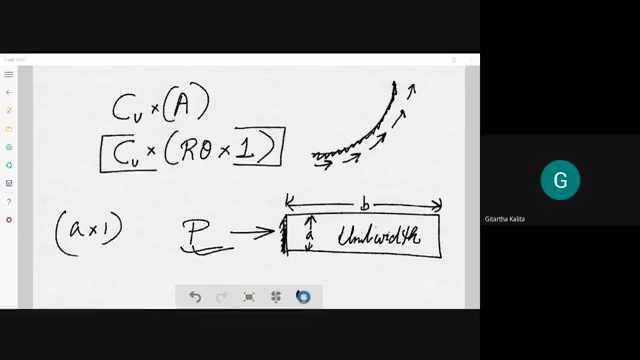 Cu × (A)
Cu × (Rθ × 1)
b
(a×1) P a Unit width
G
Gitartha Kalita